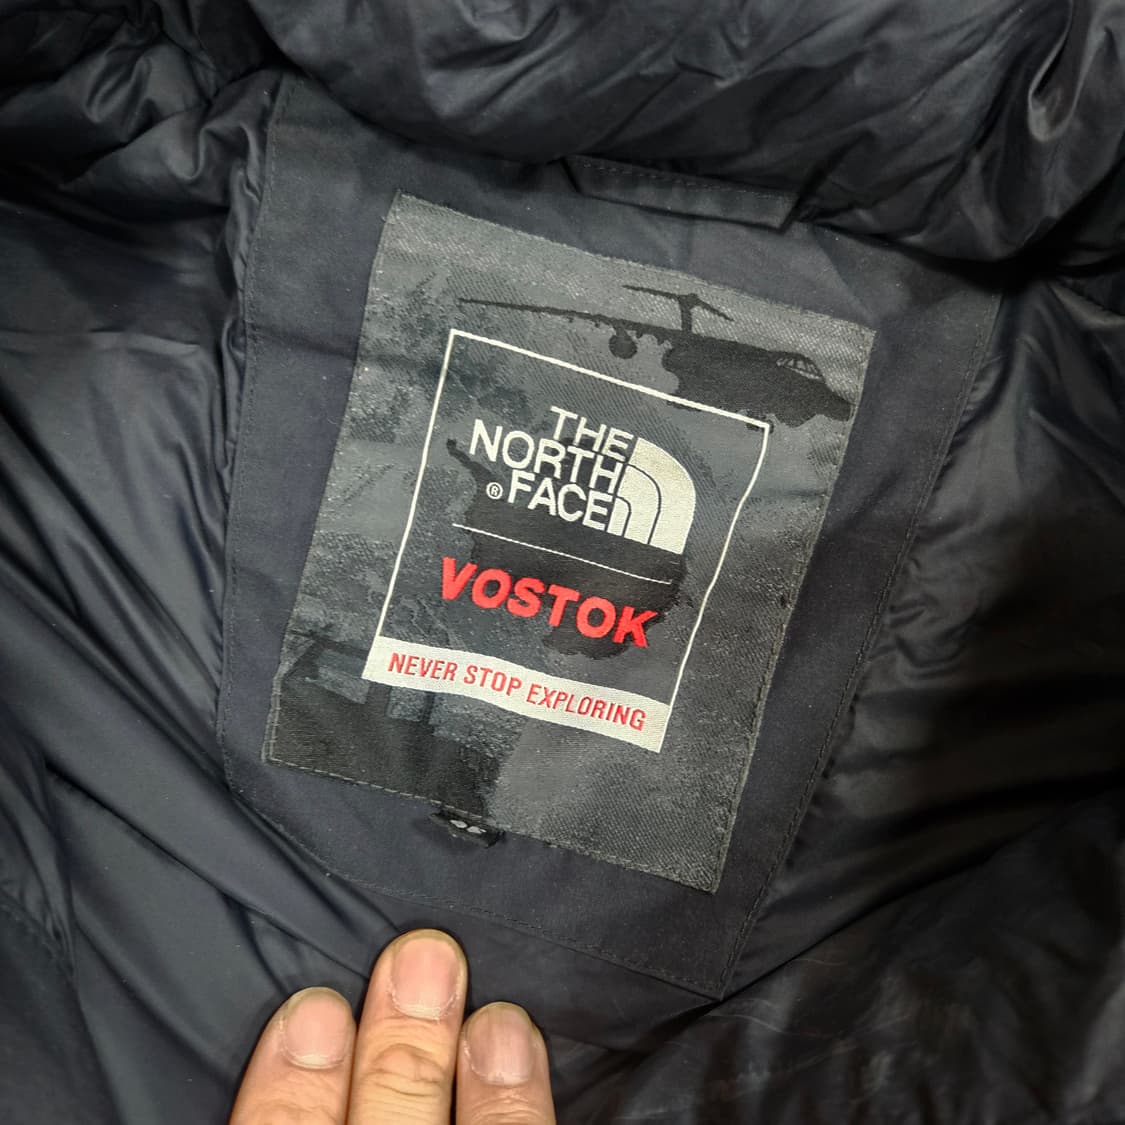 THE
NORTH
® FACE
VOSTOK
NEVER STOP EXPLORING